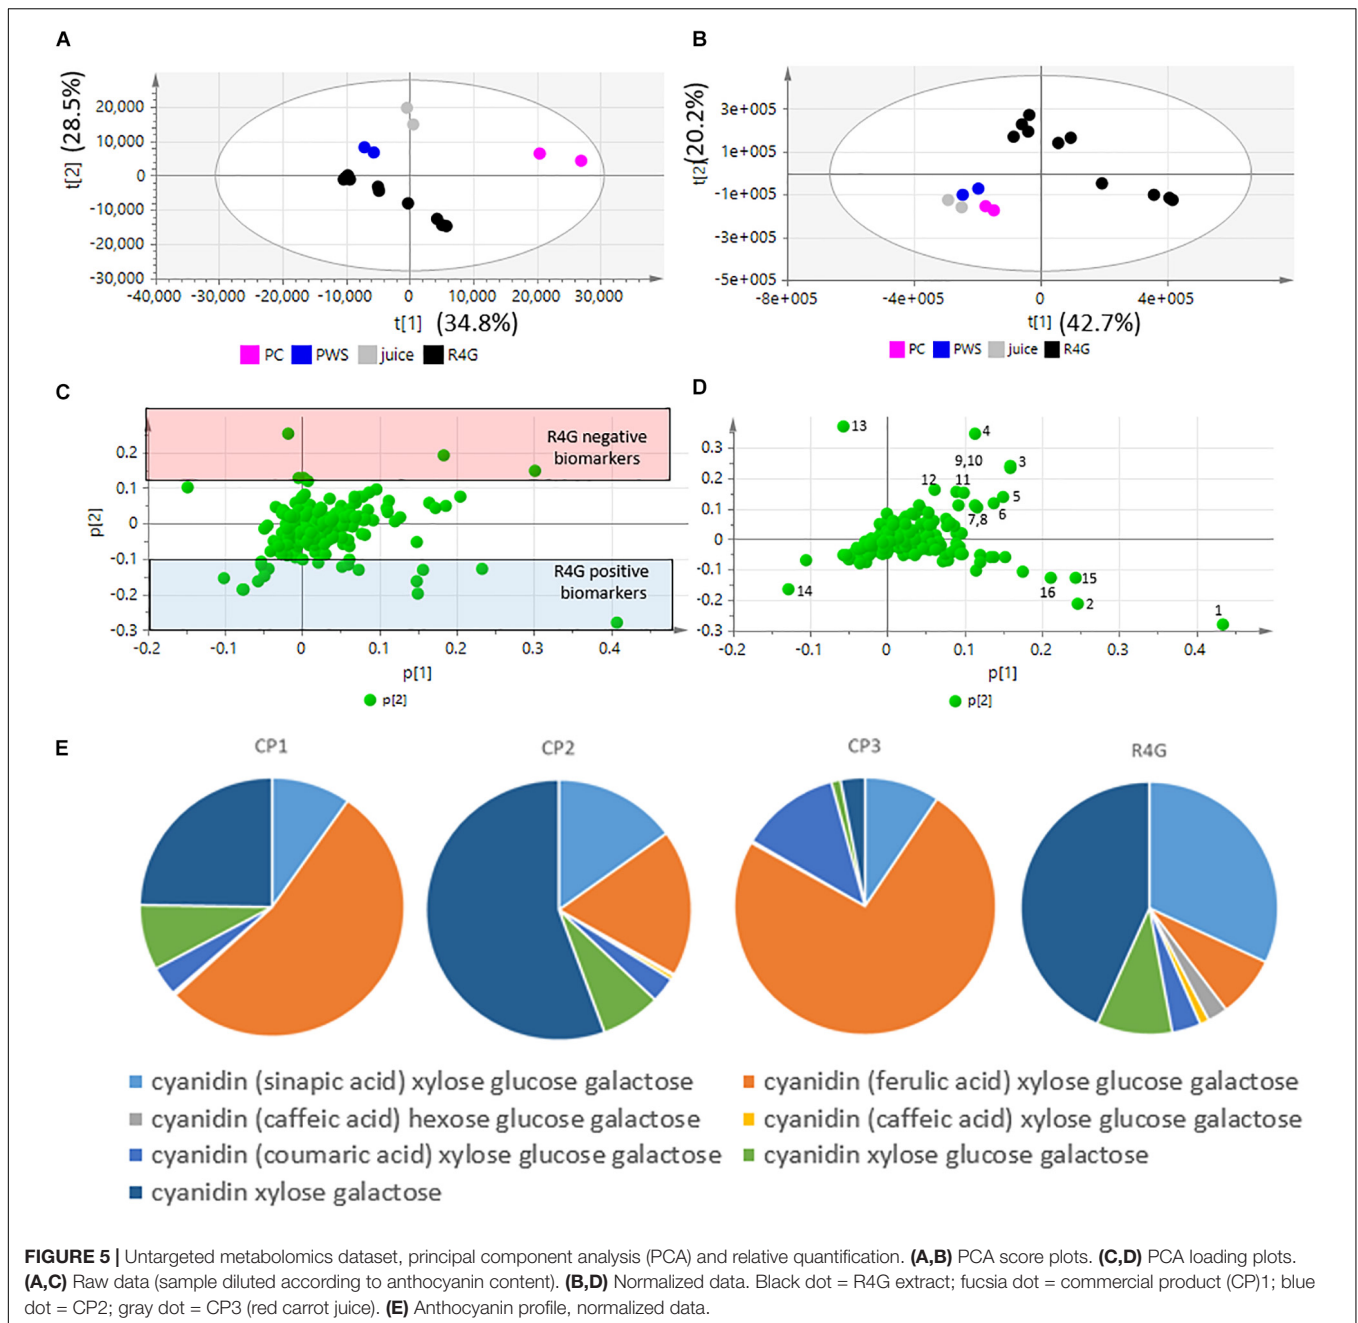 A
t[2] (28.5%)
20,000
10,000
0
-10,000
-20,000
-30,000
-40,000 -30,000 -20,000 -10,000 0 10,000 20,000 30,000
t[1] (34.8%)
PC PWS juice R4G
B
t[2] (20.2%)
3e+005
1e+005
-1e+005
-3e+005
-5e+005
-8e+005 -4e+005 0 4e+005
t[1] (42.7%)
PC PWS juice R4G
C
R4G negative
biomarkers
R4G positive
biomarkers
p[2]
0.2
0.1
0
-0.1
-0.2
-0.3
-0.2 -0.1 0 0.1 0.2 0.3 0.4
p[1]
p[2]
D
13 4
9,10 3
12 11 5
7,8 6
14 16 15
2
1
0.3
0.2
0.1
0
-0.1
-0.2
-0.3
-0.2 -0.1 0 0.1 0.2 0.3 0.4
p[1]
p[2]
E
CP1 CP2 CP3 R4G
cyanidin (sinapic acid) xylose glucose galactose cyanidin (ferulic acid) xylose glucose galactose
cyanidin (caffeic acid) hexose glucose galactose cyanidin (caffeic acid) xylose glucose galactose
cyanidin (coumaric acid) xylose glucose galactose cyanidin xylose glucose galactose
cyanidin xylose galactose
FIGURE 5 | Untargeted metabolomics dataset, principal component analysis (PCA) and relative quantification. (A,B) PCA score plots. (C,D) PCA loading plots.
(A,C) Raw data (sample diluted according to anthocyanin content). (B,D) Normalized data. Black dot = R4G extract; fucsia dot = commercial product (CP)1; blue
dot = CP2; gray dot = CP3 (red carrot juice). (E) Anthocyanin profile, normalized data.